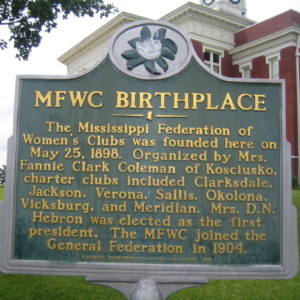 MFWC BIRTHPLACE
The Mississippi Federation of
Women's Clubs was founded here on
May 25, 1898. Organized by Mrs.
Fannie Clark Coleman of Kosciusko,
charter clubs included Clarksdale,
Jackson, Verona, Sallis, Okolona,
Vicksburg, and Meridian. Mrs. D.N.
Hebron was elected as the first
president. The MFWC joined the
General Federation in 1904.